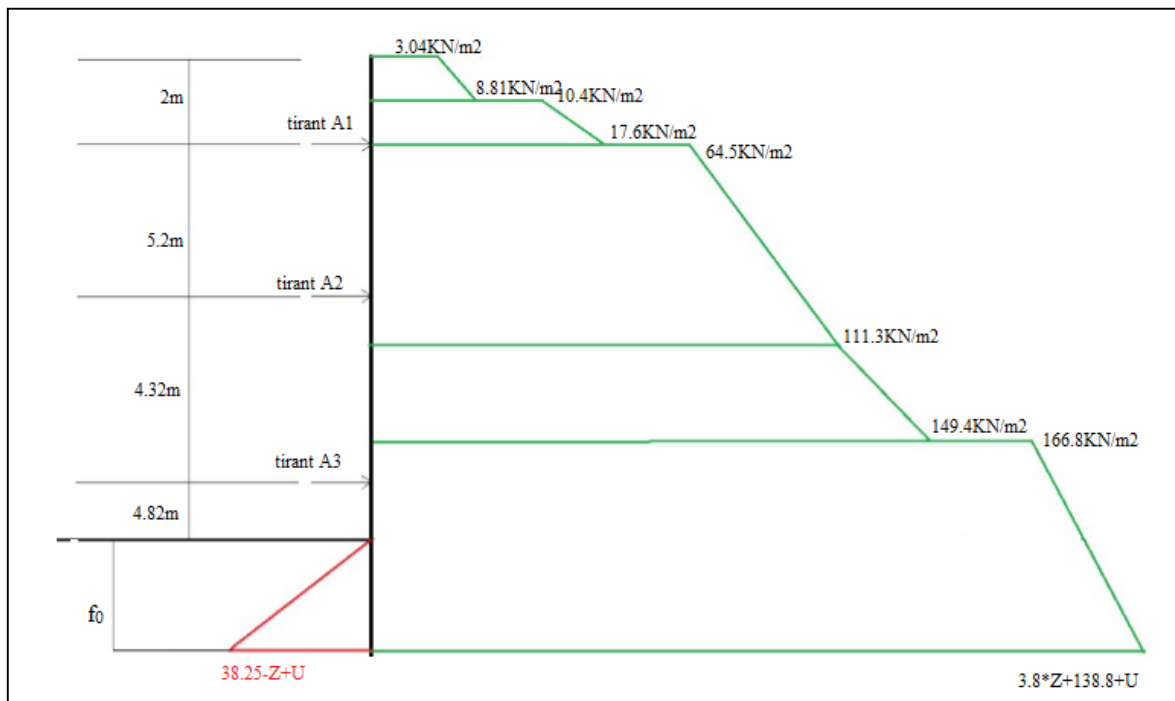 3.04KN/m2
2m
8.81KN/m2
10.4KN/m2
tirant A1
17.6KN/m2
64.5KN/m2
5.2m
tirant A2
111.3KN/m2
4.32m
149.4KN/m2
166.8KN/m2
tirant A3
4.82m
f0
38.25-Z+U
3.8*Z+138.8+U